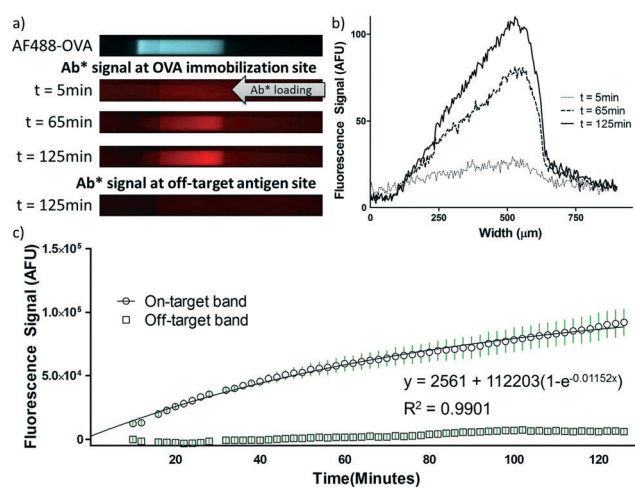 a)
AF488-OVA
Ab* signal at OVA immobilization site
t = 5min
Ab* loading
t = 65min
t = 125min
Ab* signal at off-target antigen site
t = 125min
b)
Fluorescence Signal (AFU)
100
50
0
0
250
500
750
Width (μm)
t = 5min
t = 65min
t = 125min
c)
Fluorescence Signal (AFU)
1.5×10⁵
1.0×10⁵
5.0×10⁴
0
On-target band
Off-target band
y = 2561 + 112203(1-e^-0.01152x)
R² = 0.9901
20
40
60
80
100
120
Time(Minutes)